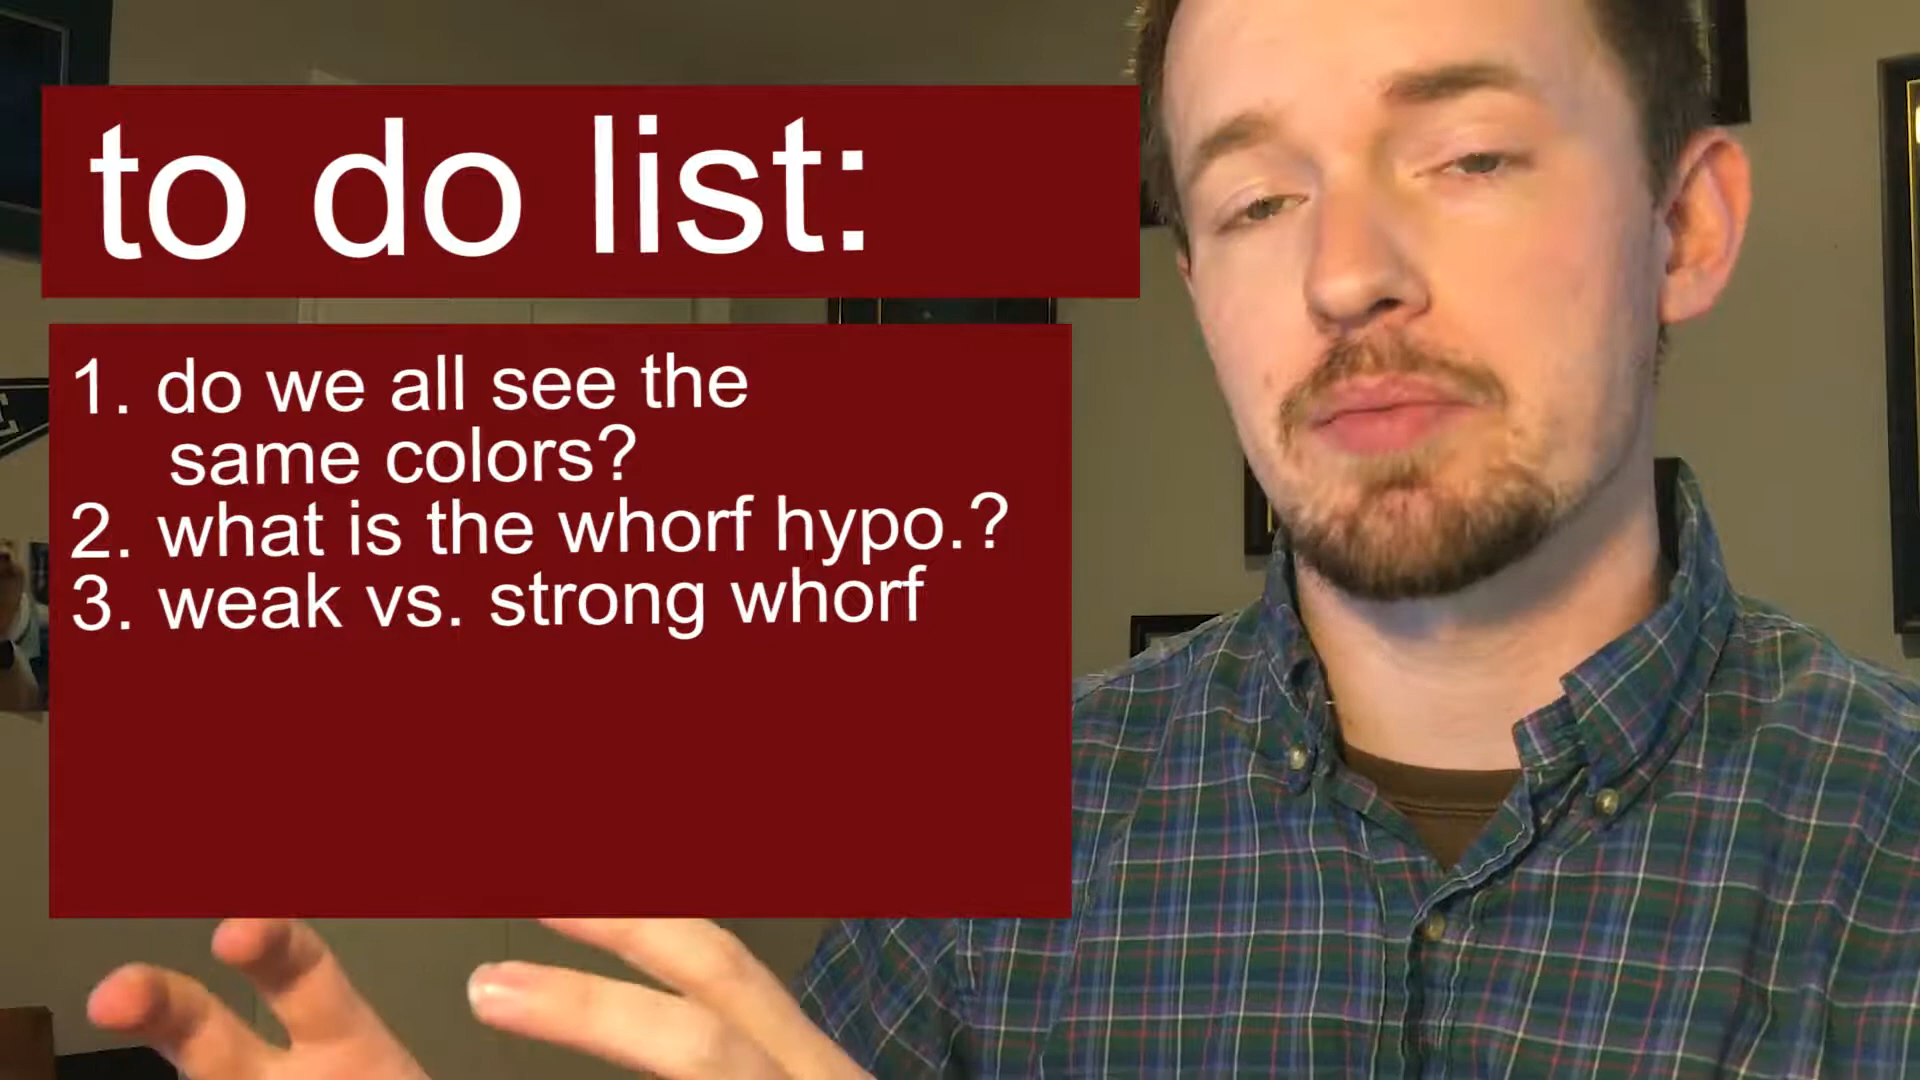 to do list:
1. do we all see the
same colors?
2. what is the whorf hypo.?
3. weak vs. strong whorf